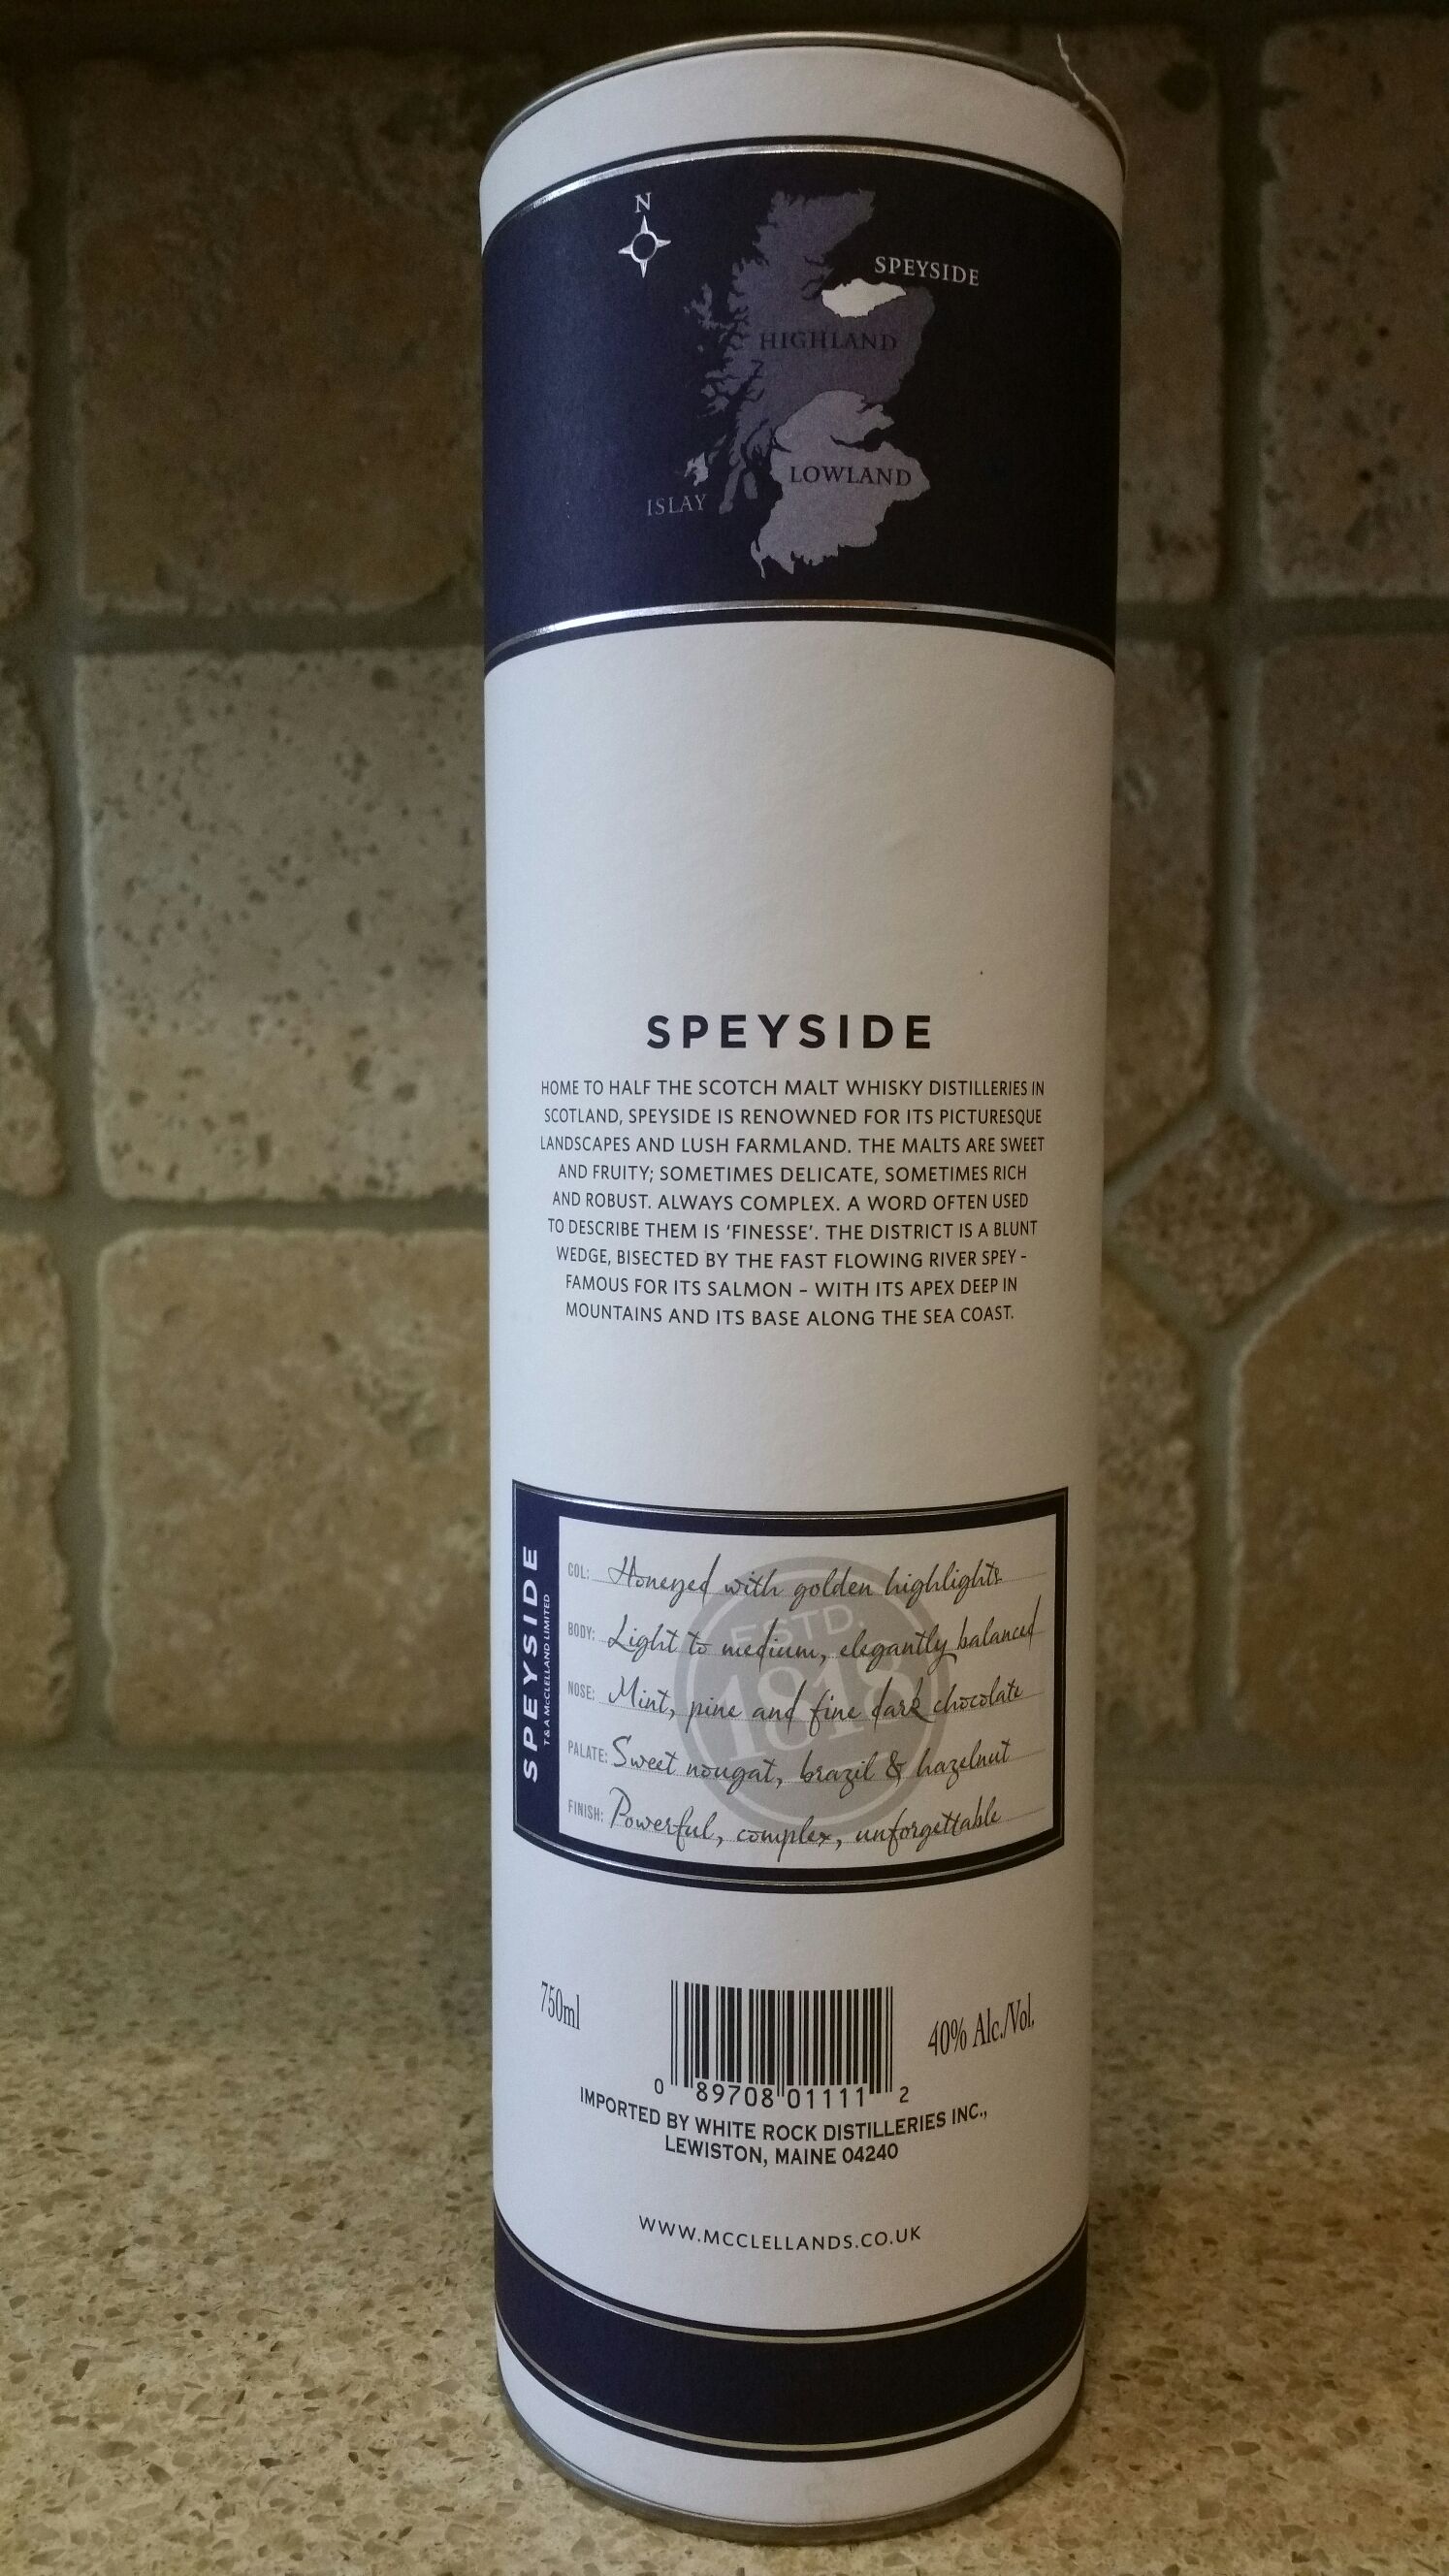 N
SPEYSIDE
HIGHLAND
LOWLAND
ISLAY
SPEYSIDE
HOME TO HALF THE SCOTCH MALT WHISKY DISTILLERIES IN
SCOTLAND, SPEYSIDE IS RENOWNED FOR ITS PICTURESQUE
LANDSCAPES AND LUSH FARMLAND. THE MALTS ARE SWEET
AND FRUITY; SOMETIMES DELICATE, SOMETIMES RICH
AND ROBUST. ALWAYS COMPLEX. A WORD OFTEN USED
TO DESCRIBE THEM IS ‘FINESSE’. THE DISTRICT IS A BLUNT
WEDGE, BISECTED BY THE FAST FLOWING RIVER SPEY –
FAMOUS FOR ITS SALMON – WITH ITS APEX DEEP IN
MOUNTAINS AND ITS BASE ALONG THE SEA COAST.
SPEYSIDE
T&A McCLELLAND LIMITED
ESTD.
1818
COL: Honeyed with golden highlights
BODY: Light to medium, elegantly balanced
NOSE: Mint, pine and fine dark chocolate
PALATE: Sweet nougat, brazil & hazelnut
FINISH: Powerful, complex, unforgettable
750ml
40% Alc./Vol.
0 89708 01111 2
IMPORTED BY WHITE ROCK DISTILLERIES INC.,
LEWISTON, MAINE 04240
WWW.MCCLELLANDS.CO.UK